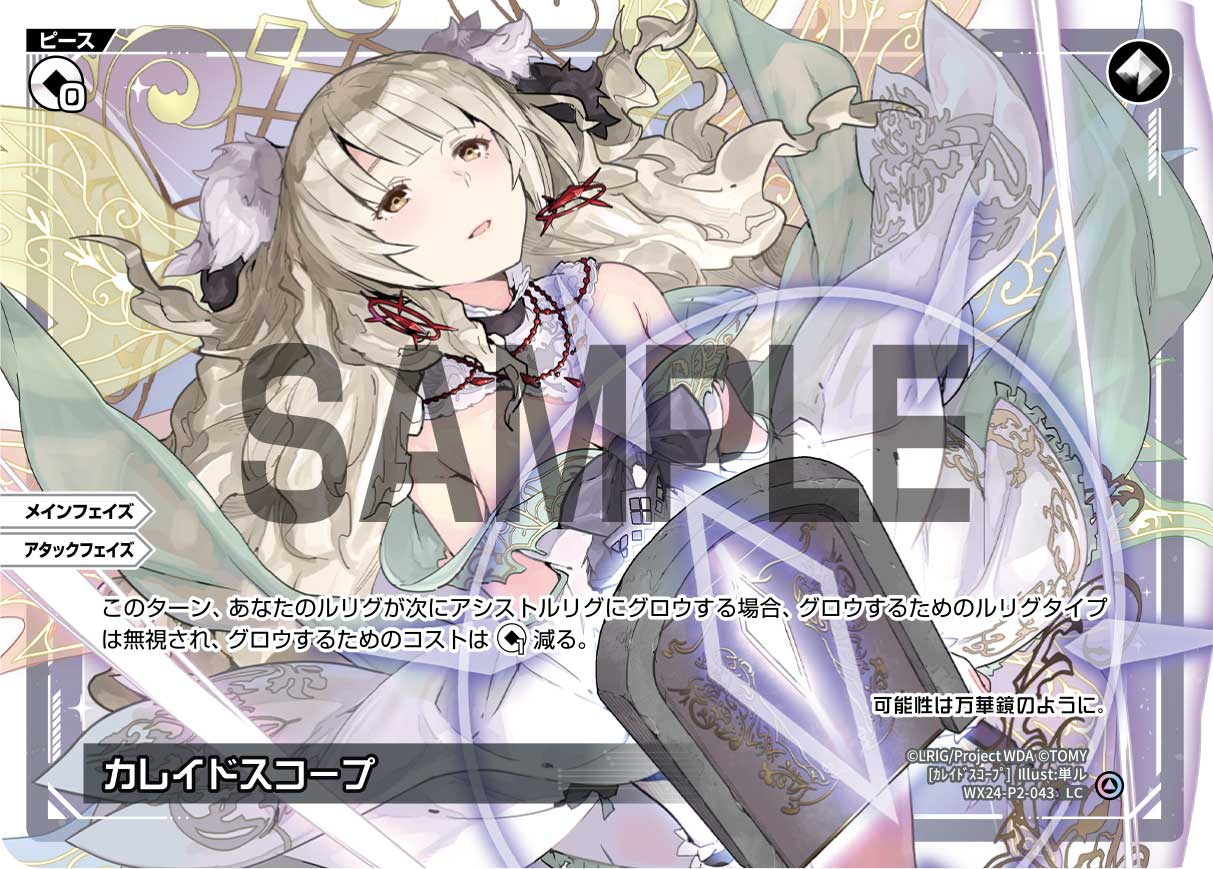 ピース
0
SAMPLE
メインフェイズ
アタックフェイズ
このターン、あなたのルリグが次にアシストルリグにグロウする場合、グロウするためのルリグタイプ
は無視され、グロウするためのコストは 減る。
可能性は万華鏡のように。
カレイドスコープ
©LRIG/Project WDA ©TOMY
[ｶﾚｲﾄﾞｽｺｰﾌﾟ] Illust:単ル
WX24-P2-043 LC